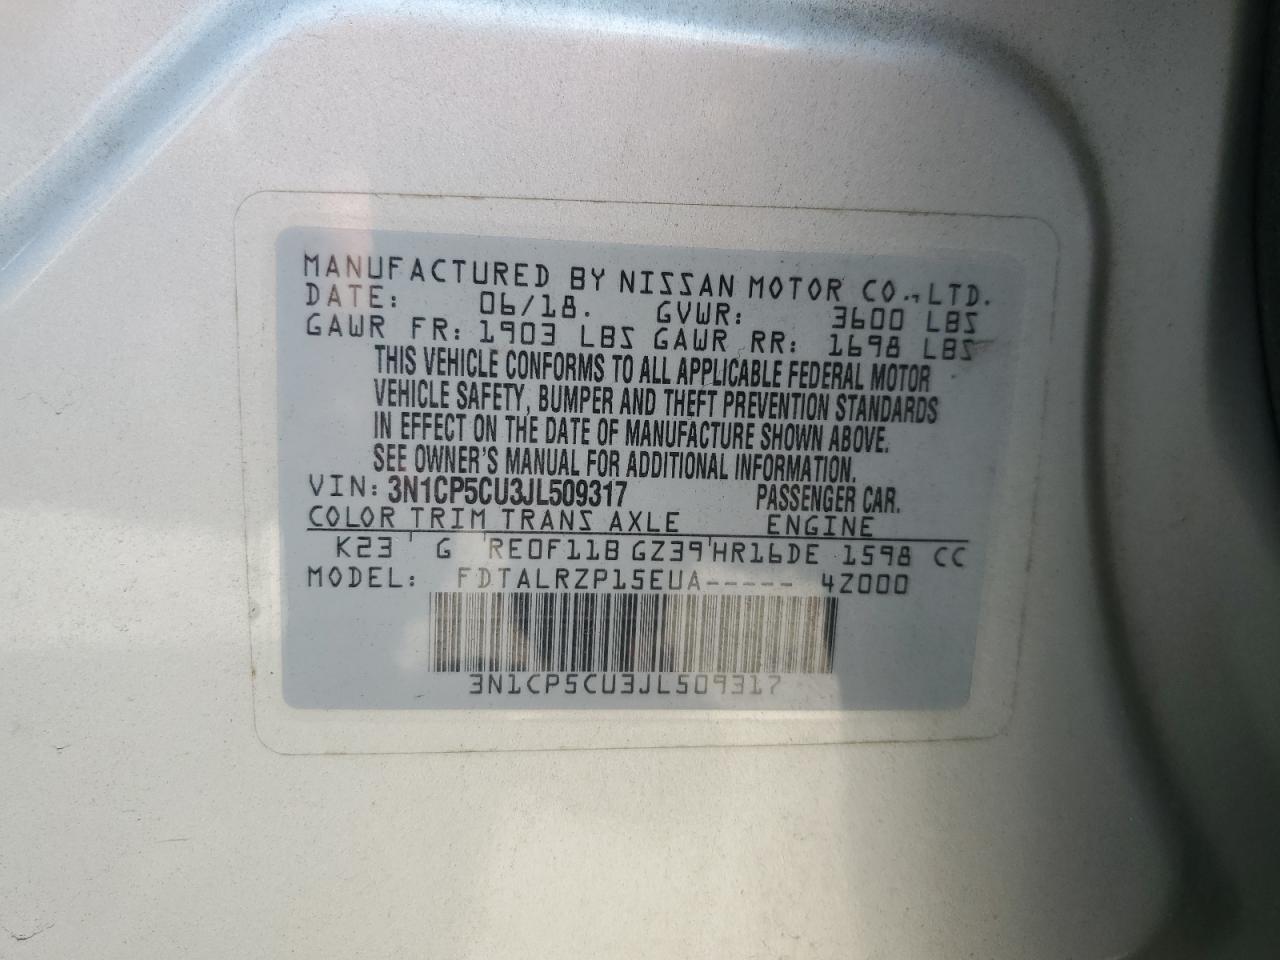 MANUFACTURED BY NISSAN MOTOR CO.,LTD.
DATE: 06/18. GVWR: 3600 LBS
GAWR FR: 1903 LBS GAWR RR: 1698 LBS
THIS VEHICLE CONFORMS TO ALL APPLICABLE FEDERAL MOTOR
VEHICLE SAFETY, BUMPER AND THEFT PREVENTION STANDARDS
IN EFFECT ON THE DATE OF MANUFACTURE SHOWN ABOVE.
SEE OWNER'S MANUAL FOR ADDITIONAL INFORMATION.
VIN: 3N1CP5CU3JL509317 PASSENGER CAR.
COLOR TRIM TRANS AXLE ENGINE
K23 G RE0F11B GZ39 HR16DE 1598 CC
MODEL: FDTALRZP15EUA----- 4Z000
3N1CP5CU3JL509317